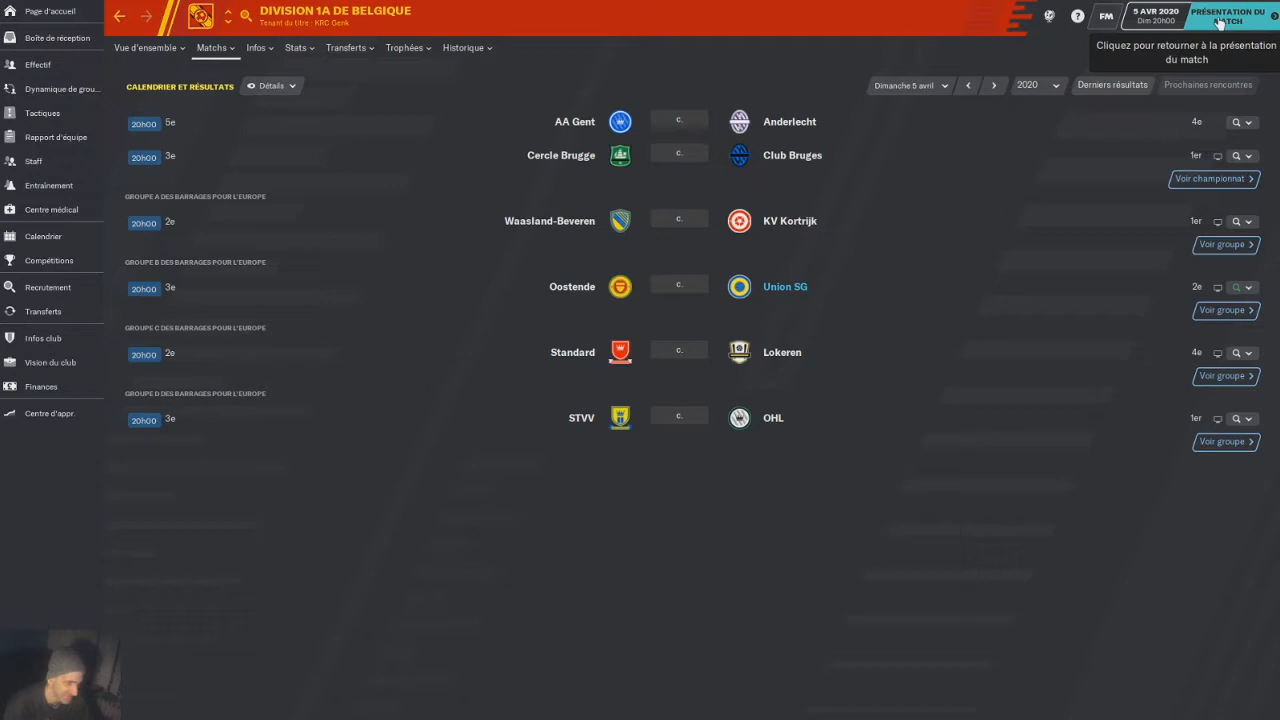 Page d'accueil
Boîte de réception
Effectif
Dynamique de grou...
Tactiques
Rapport d'équipe
Staff
Entraînement
Centre médical
Calendrier
Compétitions
Recrutement
Transferts
Infos club
Vision du club
Finances
Centre d'appr.
DIVISION 1A DE BELGIQUE
Tenant du titre : KRC Genk
FM
5 AVR 2020
Dim 20h00
PRÉSENTATION DU
MATCH
Cliquez pour retourner à la présentation
du match
Vue d'ensemble Matchs Infos Stats Transferts Trophées Historique
CALENDRIER ET RÉSULTATS Détails Dimanche 5 avril 2020 Derniers résultats Prochaines rencontres
20h00 5e AA Gent c. Anderlecht 4e
20h00 3e Cercle Brugge c. Club Bruges 1er
Voir championnat
GROUPE A DES BARRAGES POUR L'EUROPE
20h00 2e Waasland-Beveren c. KV Kortrijk 1er
Voir groupe
GROUPE B DES BARRAGES POUR L'EUROPE
20h00 3e Oostende c. Union SG 2e
Voir groupe
GROUPE C DES BARRAGES POUR L'EUROPE
20h00 2e Standard c. Lokeren 4e
Voir groupe
GROUPE D DES BARRAGES POUR L'EUROPE
20h00 3e STVV c. OHL 1er
Voir groupe